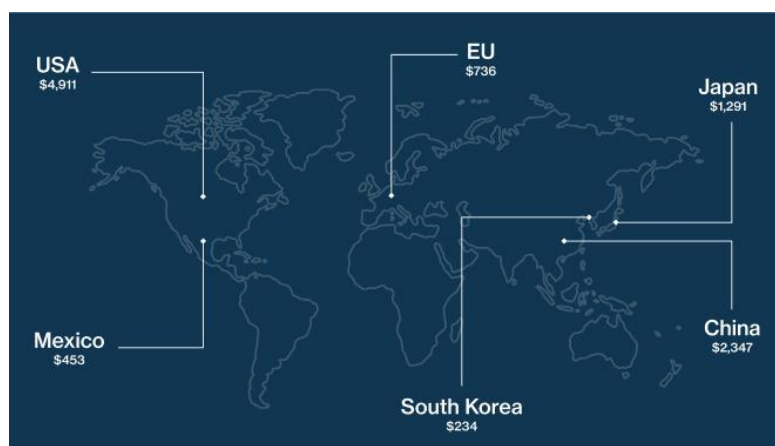 USA
$4,911
EU
$736
Japan
$1,291
Mexico
$453
China
$2,347
South Korea
$234